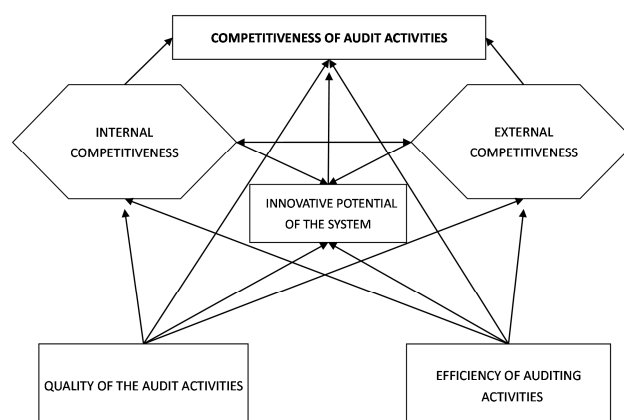 COMPETITIVENESS OF AUDIT ACTIVITIES
INTERNAL
COMPETITIVENESS
EXTERNAL
COMPETITIVENESS
INNOVATIVE POTENTIAL
OF THE SYSTEM
QUALITY OF THE AUDIT ACTIVITIES
EFFICIENCY OF AUDITING
ACTIVITIES